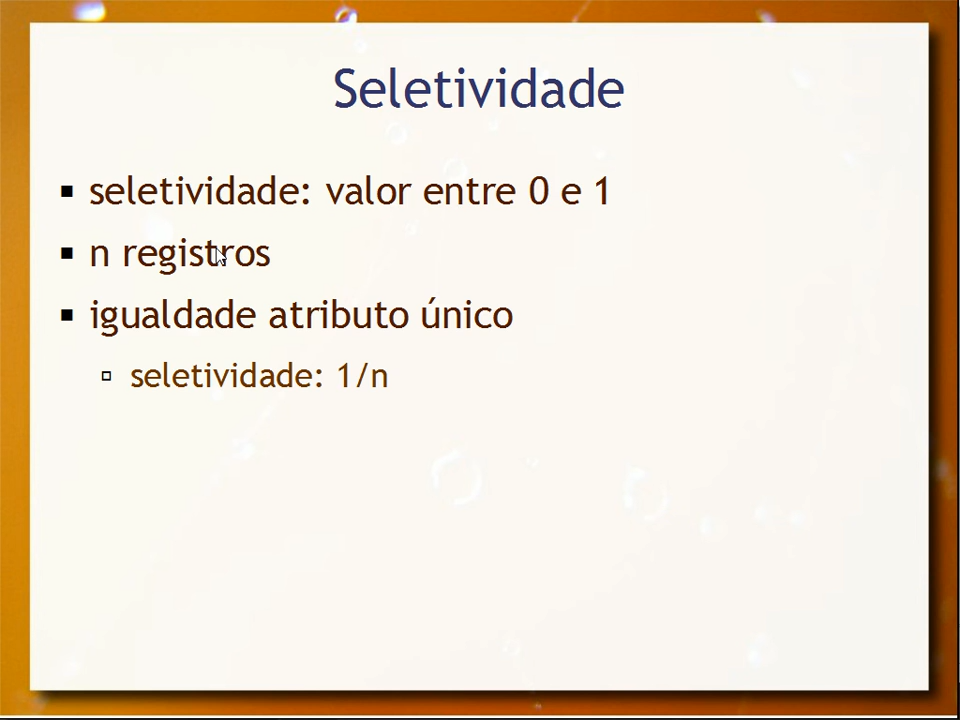 Seletividade
seletividade: valor entre 0 e 1
n registros
igualdade atributo único
seletividade: 1/n